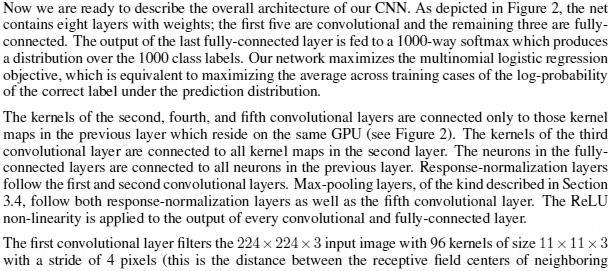 Now we are ready to describe the overall architecture of our CNN. As depicted in Figure 2, the net
contains eight layers with weights; the first five are convolutional and the remaining three are fully-
connected. The output of the last fully-connected layer is fed to a 1000-way softmax which produces
a distribution over the 1000 class labels. Our network maximizes the multinomial logistic regression
objective, which is equivalent to maximizing the average across training cases of the log-probability
of the correct label under the prediction distribution.
The kernels of the second, fourth, and fifth convolutional layers are connected only to those kernel
maps in the previous layer which reside on the same GPU (see Figure 2). The kernels of the third
convolutional layer are connected to all kernel maps in the second layer. The neurons in the fully-
connected layers are connected to all neurons in the previous layer. Response-normalization layers
follow the first and second convolutional layers. Max-pooling layers, of the kind described in Section
3.4, follow both response-normalization layers as well as the fifth convolutional layer. The ReLU
non-linearity is applied to the output of every convolutional and fully-connected layer.
The first convolutional layer filters the 224 × 224 × 3 input image with 96 kernels of size 11 × 11 × 3
with a stride of 4 pixels (this is the distance between the receptive field centers of neighboring